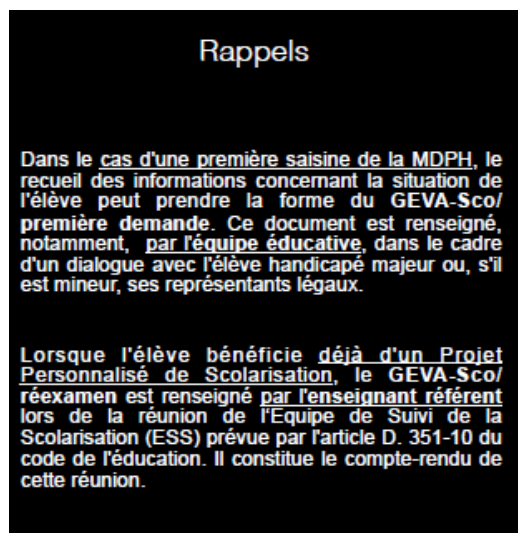 Rappels
Dans le cas d'une première saisine de la MDPH, le
recueil des informations concernant la situation de
l'élève peut prendre la forme du GEVA-Sco/
première demande. Ce document est renseigné,
notamment, par l'équipe éducative, dans le cadre
d'un dialogue avec l'élève handicapé majeur ou, s'il
est mineur, ses représentants légaux.
Lorsque l'élève bénéficie déjà d'un Projet
Personnalisé de Scolarisation, le GEVA-Sco/
réexamen est renseigné par l'enseignant référent
lors de la réunion de l'Equipe de Suivi de la
Scolarisation (ESS) prévue par l'article D. 351-10 du
code de l'éducation. Il constitue le compte-rendu de
cette réunion.